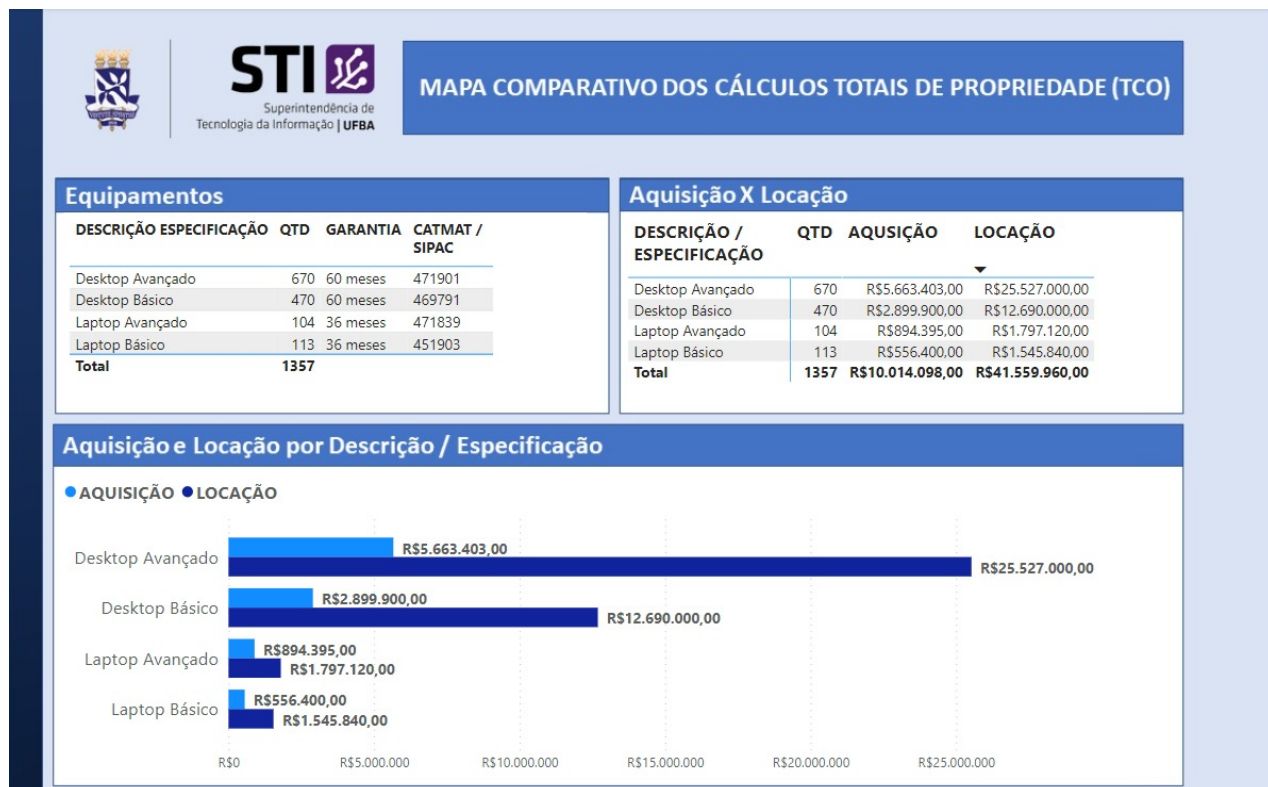 STI
Superintendência de
Tecnologia da Informação | UFBA
MAPA COMPARATIVO DOS CÁLCULOS TOTAIS DE PROPRIEDADE (TCO)
Equipamentos
DESCRIÇÃO ESPECIFICAÇÃO QTD GARANTIA CATMAT /
SIPAC
Desktop Avançado 670 60 meses 471901
Desktop Básico 470 60 meses 469791
Laptop Avançado 104 36 meses 471839
Laptop Básico 113 36 meses 451903
Total 1357
Aquisição X Locação
DESCRIÇÃO / QTD AQUSIÇÃO LOCAÇÃO
ESPECIFICAÇÃO
Desktop Avançado 670 R$5.663.403,00 R$25.527.000,00
Desktop Básico 470 R$2.899.900,00 R$12.690.000,00
Laptop Avançado 104 R$894.395,00 R$1.797.120,00
Laptop Básico 113 R$556.400,00 R$1.545.840,00
Total 1357 R$10.014.098,00 R$41.559.960,00
Aquisição e Locação por Descrição / Especificação
AQUISIÇÃO LOCAÇÃO
Desktop Avançado
R$5.663.403,00
R$25.527.000,00
Desktop Básico
R$2.899.900,00
R$12.690.000,00
Laptop Avançado
R$894.395,00
R$1.797.120,00
Laptop Básico
R$556.400,00
R$1.545.840,00
R$0 R$5.000.000 R$10.000.000 R$15.000.000 R$20.000.000 R$25.000.000